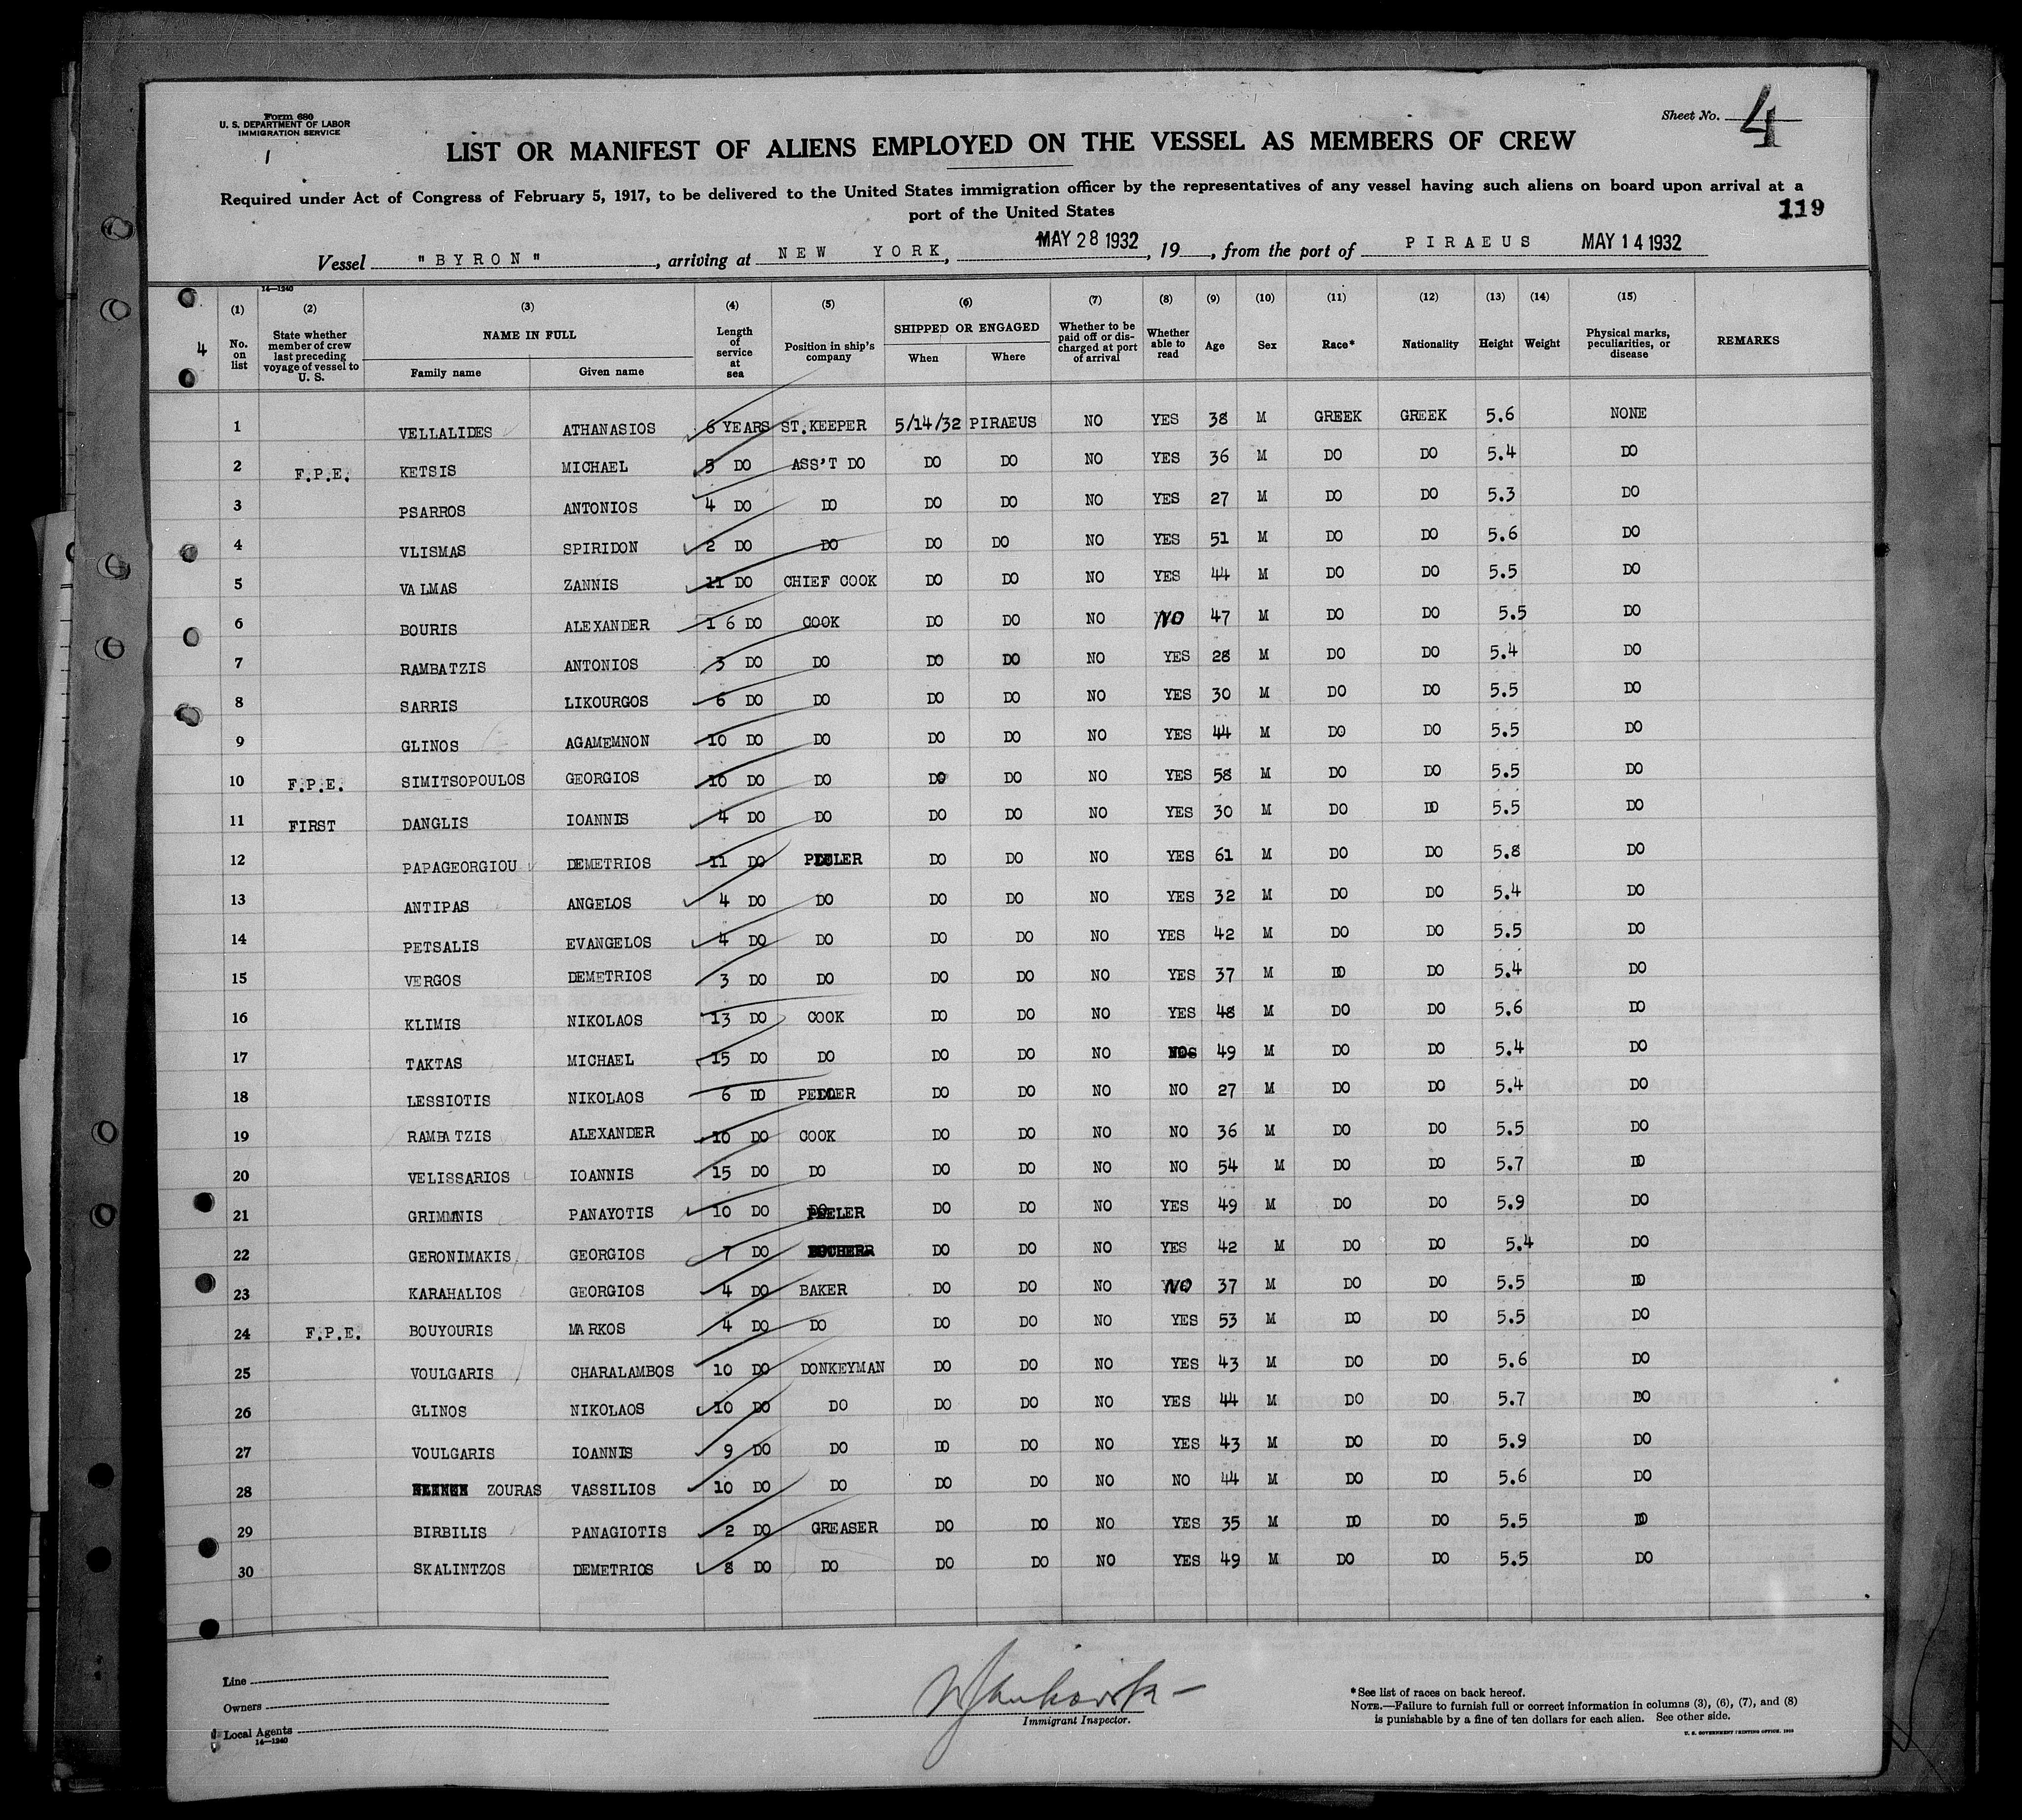 Form 680
U. S. DEPARTMENT OF LABOR
IMMIGRATION SERVICE
1
Sheet No. 4
LIST OR MANIFEST OF ALIENS EMPLOYED ON THE VESSEL AS MEMBERS OF CREW
Required under Act of Congress of February 5, 1917, to be delivered to the United States immigration officer by the representatives of any vessel having such aliens on board upon arrival at a
port of the United States
119
Vessel "BYRON", arriving at NEW YORK, MAY 28 1932, 19, from the port of PIRAEUS MAY 14 1932
14—1240
(1) (2) (3) (4) (5) (6) (7) (8) (9) (10) (11) (12) (13) (14) (15)
4
No. on list State whether member of crew last preceding voyage of vessel to U. S. NAME IN FULL Family name Given name Length of service at sea Position in ship's company SHIPPED OR ENGAGED When Where Whether to be paid off or discharged at port of arrival Whether able to read Age Sex Race* Nationality Height Weight Physical marks, peculiarities, or disease REMARKS
1 VELLALIDES ATHANASIOS 6 YEARS ST.KEEPER 5/14/32 PIRAEUS NO YES 38 M GREEK GREEK 5.6 NONE
2 F.P.E. KETSIS MICHAEL 5 DO ASS'T DO DO DO NO YES 36 M DO DO 5.4 DO
3 PSARROS ANTONIOS 4 DO DO DO DO NO YES 27 M DO DO 5.3 DO
4 VLISMAS SPIRIDON 2 DO DO DO DO NO YES 51 M DO DO 5.6 DO
5 VALMAS ZANNIS 11 DO CHIEF COOK DO DO NO YES 44 M DO DO 5.5 DO
6 BOURIS ALEXANDER 16 DO COOK DO DO NO NO 47 M DO DO 5.5 DO
7 RAMBATZIS ANTONIOS 3 DO DO DO DO NO YES 28 M DO DO 5.4 DO
8 SARRIS LIKOURGOS 6 DO DO DO DO NO YES 30 M DO DO 5.5 DO
9 GLINOS AGAMEMNON 10 DO DO DO DO NO YES 44 M DO DO 5.5 DO
10 F.P.E. SIMITSOPOULOS GEORGIOS 10 DO DO DO DO NO YES 58 M DO DO 5.5 DO
11 FIRST DANGLIS IOANNIS 4 DO DO DO DO NO YES 30 M DO DO 5.5 DO
12 PAPAGEORGIOU DEMETRIOS 11 DO PEELER DO DO NO YES 61 M DO DO 5.8 DO
13 ANTIPAS ANGELOS 4 DO DO DO DO NO YES 32 M DO DO 5.4 DO
14 PETSALIS EVANGELOS 4 DO DO DO DO NO YES 42 M DO DO 5.5 DO
15 VERGOS DEMETRIOS 3 DO DO DO DO NO YES 37 M DO DO 5.4 DO
16 KLIMIS NIKOLAOS 13 DO COOK DO DO NO YES 48 M DO DO 5.6 DO
17 TAKTAS MICHAEL 15 DO DO DO DO NO 49 M DO DO 5.4 DO
18 LESSIOTIS NIKOLAOS 6 DO PEELER DO DO NO NO 27 M DO DO 5.4 DO
19 RAMBATZIS ALEXANDER 10 DO COOK DO DO NO NO 36 M DO DO 5.5 DO
20 VELISSARIOS IOANNIS 15 DO DO DO DO NO NO 54 M DO DO 5.7 DO
21 GRIMMNIS PANAYOTIS 10 DO PEELER DO DO NO YES 49 M DO DO 5.9 DO
22 GERONIMAKIS GEORGIOS 7 DO DO DO NO YES 42 M DO DO 5.4 DO
23 KARAHALIOS GEORGIOS 4 DO BAKER DO DO NO NO 37 M DO DO 5.5 DO
24 F.P.E. BOUYOURIS MARKOS 4 DO DO DO DO NO YES 53 M DO DO 5.5 DO
25 VOULGARIS CHARALAMBOS 10 DO DONKEYMAN DO DO NO YES 43 M DO DO 5.6 DO
26 GLINOS NIKOLAOS 10 DO DO DO DO NO YES 44 M DO DO 5.7 DO
27 VOULGARIS IOANNIS 9 DO DO DO DO NO YES 43 M DO DO 5.9 DO
28 ZOURAS VASSILIOS 10 DO DO DO DO NO NO 44 M DO DO 5.6 DO
29 BIRBILIS PANAGIOTIS 2 DO GREASER DO DO NO YES 35 M DO DO 5.5 DO
30 SKALINTZOS DEMETRIOS 8 DO DO DO DO NO YES 49 M DO DO 5.5 DO
Line
Owners
Local Agents
14—1240
Immigrant Inspector.
*See list of races on back hereof.
NOTE.—Failure to furnish full or correct information in columns (3), (6), (7), and (8)
is punishable by a fine of ten dollars for each alien. See other side.
U. S. GOVERNMENT PRINTING OFFICE.